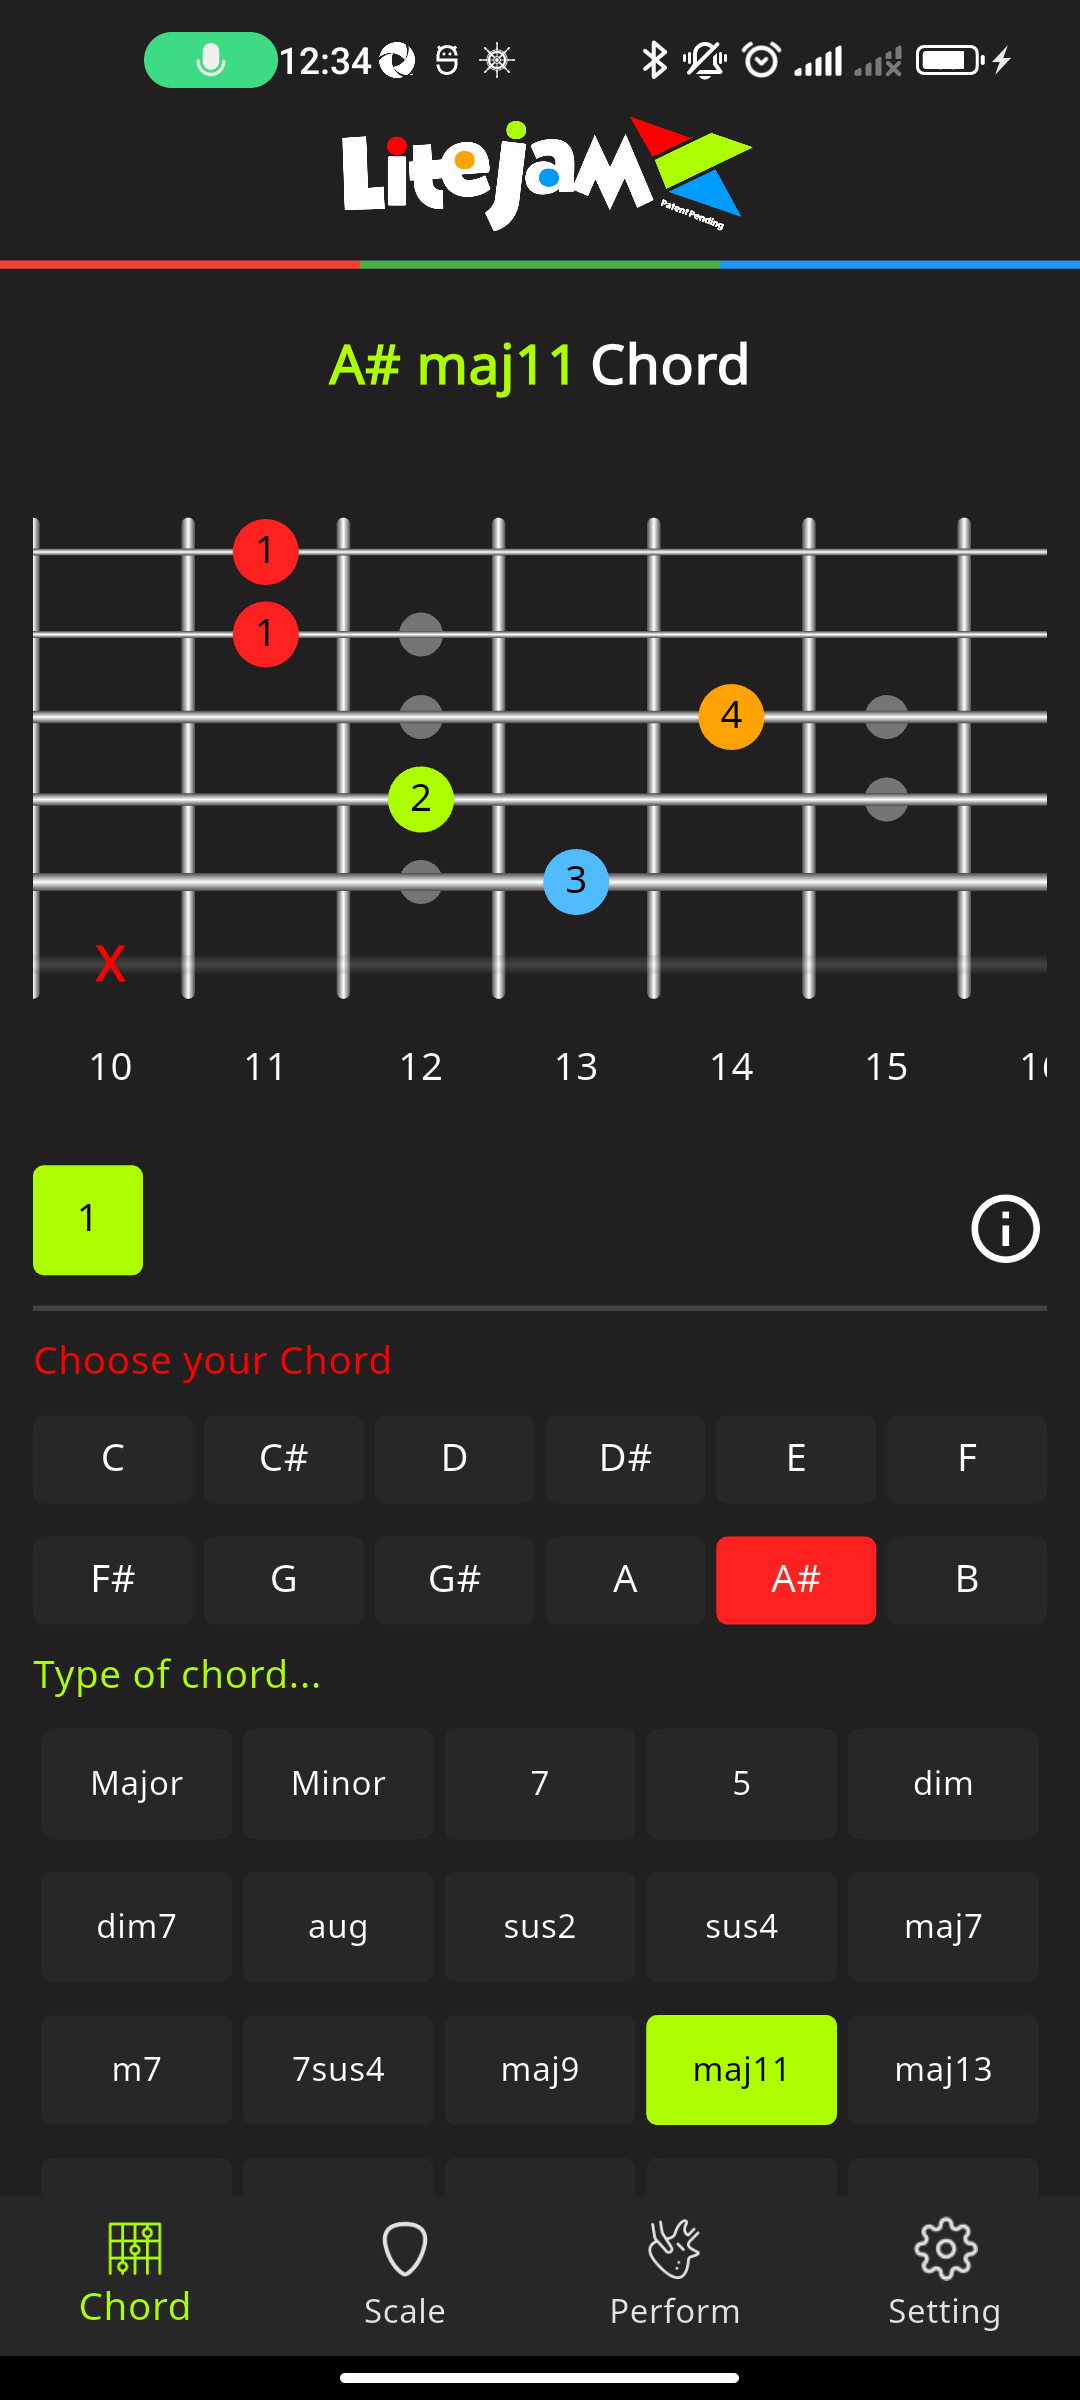 12:34
Litejam
Patent Pending
A# maj11 Chord
1
1
4
2
3
X
10 11 12 13 14 15
1
Choose your Chord
C C# D D# E F
F# G G# A A# B
Type of chord...
Major Minor 7 5 dim
dim7 aug sus2 sus4 maj7
m7 7sus4 maj9 maj11 maj13
Chord Scale Perform Setting